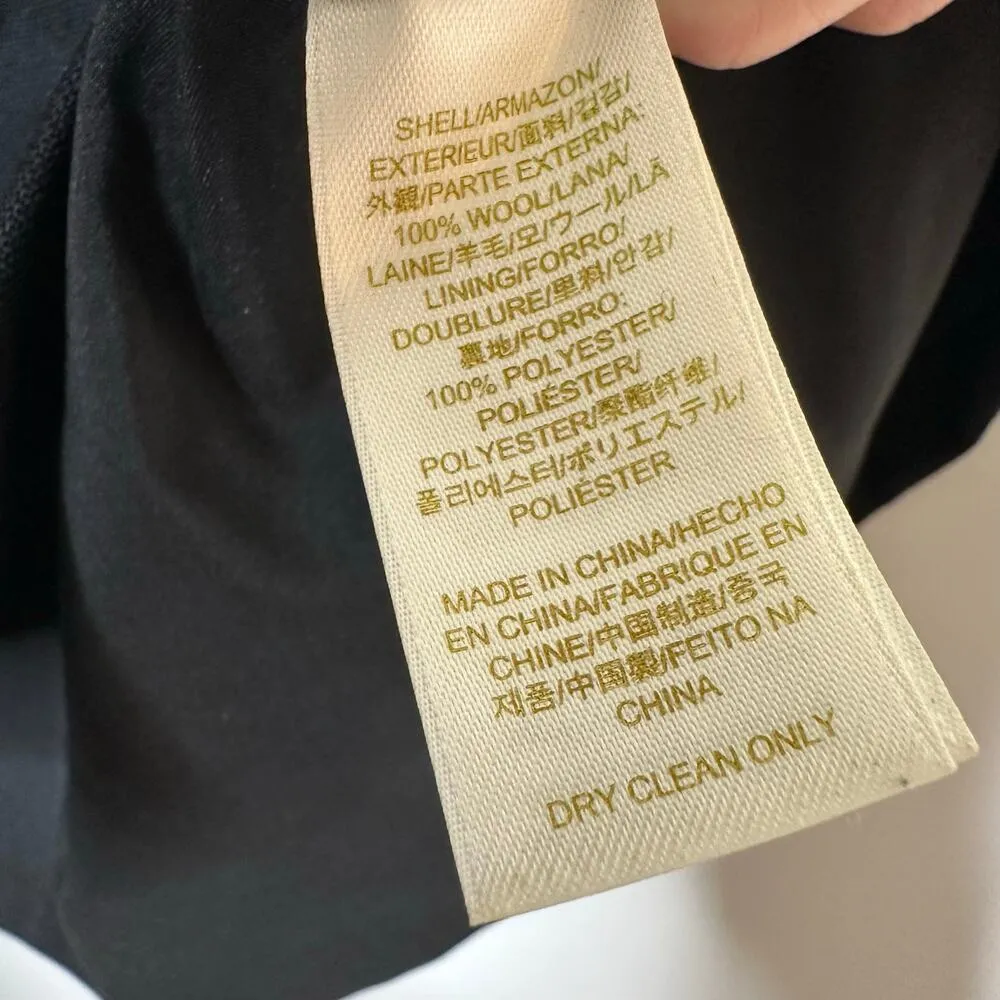 SHELL/ARMAZON/
EXTERIEUR/面料/겉감/
外観/PARTE EXTERNA:
100% WOOL/LANA/
LAINE/羊毛/모/ウール/LÃ
LINING/FORRO/
DOUBLURE/里料/안감/
裏地/FORRO:
100% POLYESTER/
POLIÉSTER/
POLYESTER/聚酯纤维/
폴리에스터/ポリエステル/
POLIÉSTER
MADE IN CHINA/HECHO
EN CHINA/FABRIQUE EN
CHINE/中国制造/중국
제품/中国製/FEITO NA
CHINA
DRY CLEAN ONLY